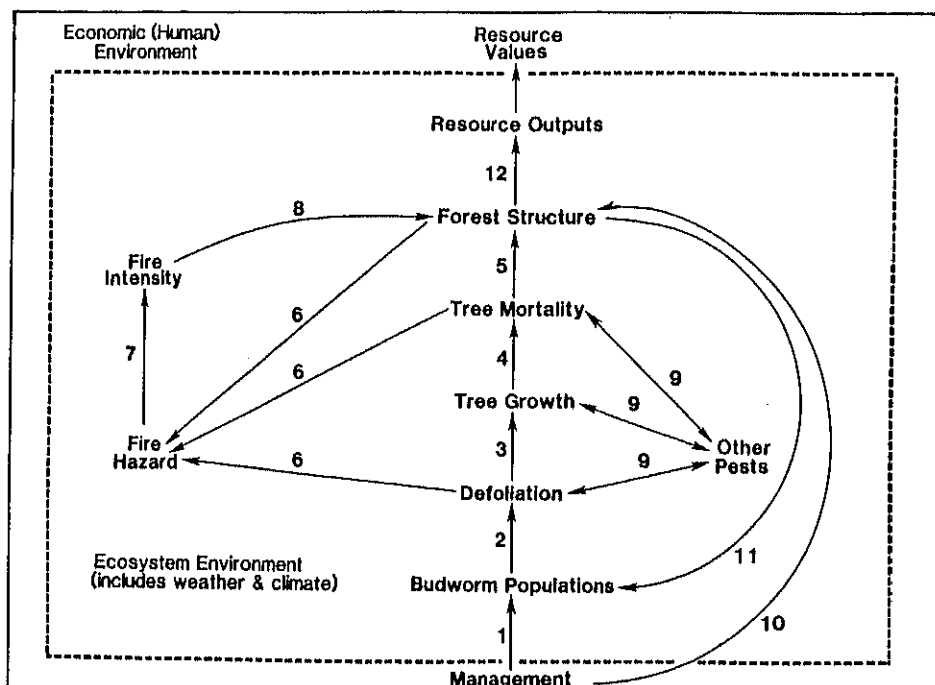 Economic (Human)
Environment
Resource
Values
Resource Outputs
12
8
Forest Structure
Fire
Intensity
5
6
Tree Mortality
7
4
6
9
Tree Growth
9
Fire
Hazard
3
Other
Pests
6
9
Defoliation
2
11
Ecosystem Environment
(includes weather & climate)
Budworm Populations
10
1
Management